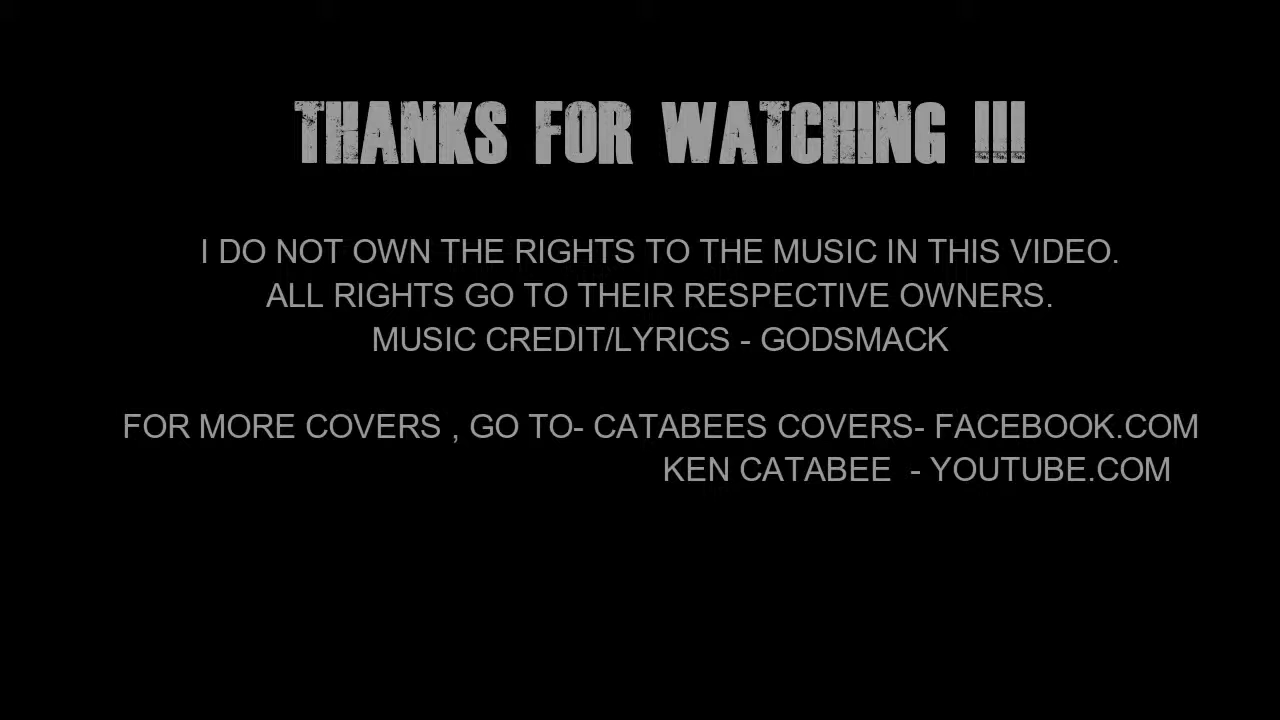 THANKS FOR WATCHING !!!
I DO NOT OWN THE RIGHTS TO THE MUSIC IN THIS VIDEO.
ALL RIGHTS GO TO THEIR RESPECTIVE OWNERS.
MUSIC CREDIT/LYRICS - GODSMACK
FOR MORE COVERS , GO TO- CATABEES COVERS- FACEBOOK.COM
KEN CATABEE - YOUTUBE.COM